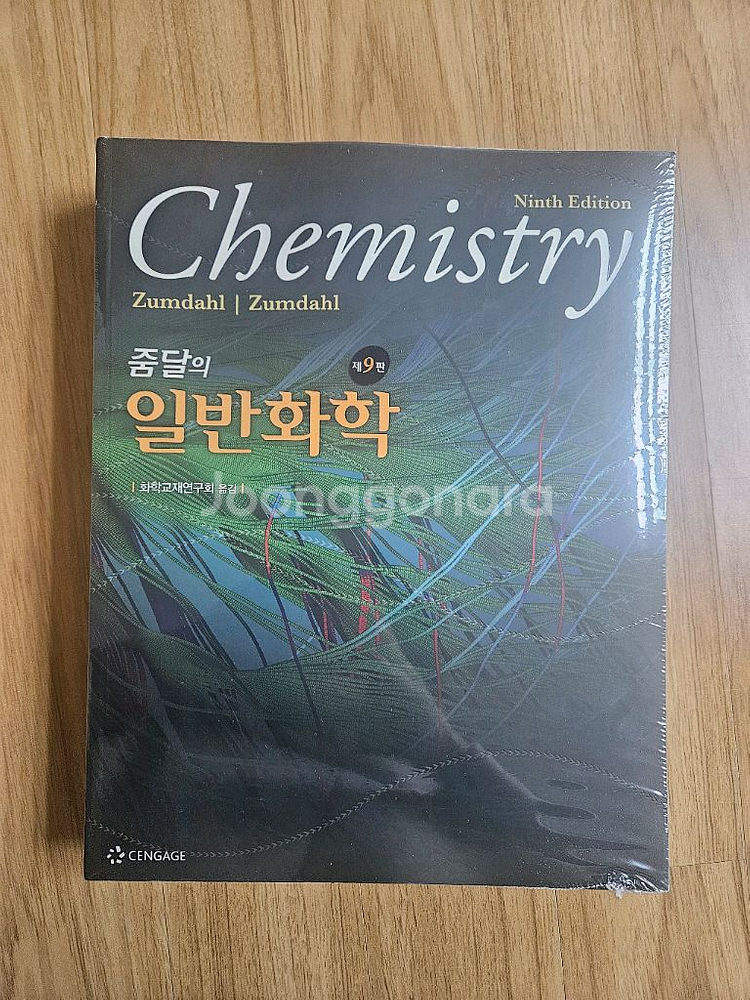 Ninth Edition
Chemistry
Zumdahl | Zumdahl
줌달의
제9판
일반화학
화학교재연구회 옮김
Joonggonara
CENGAGE